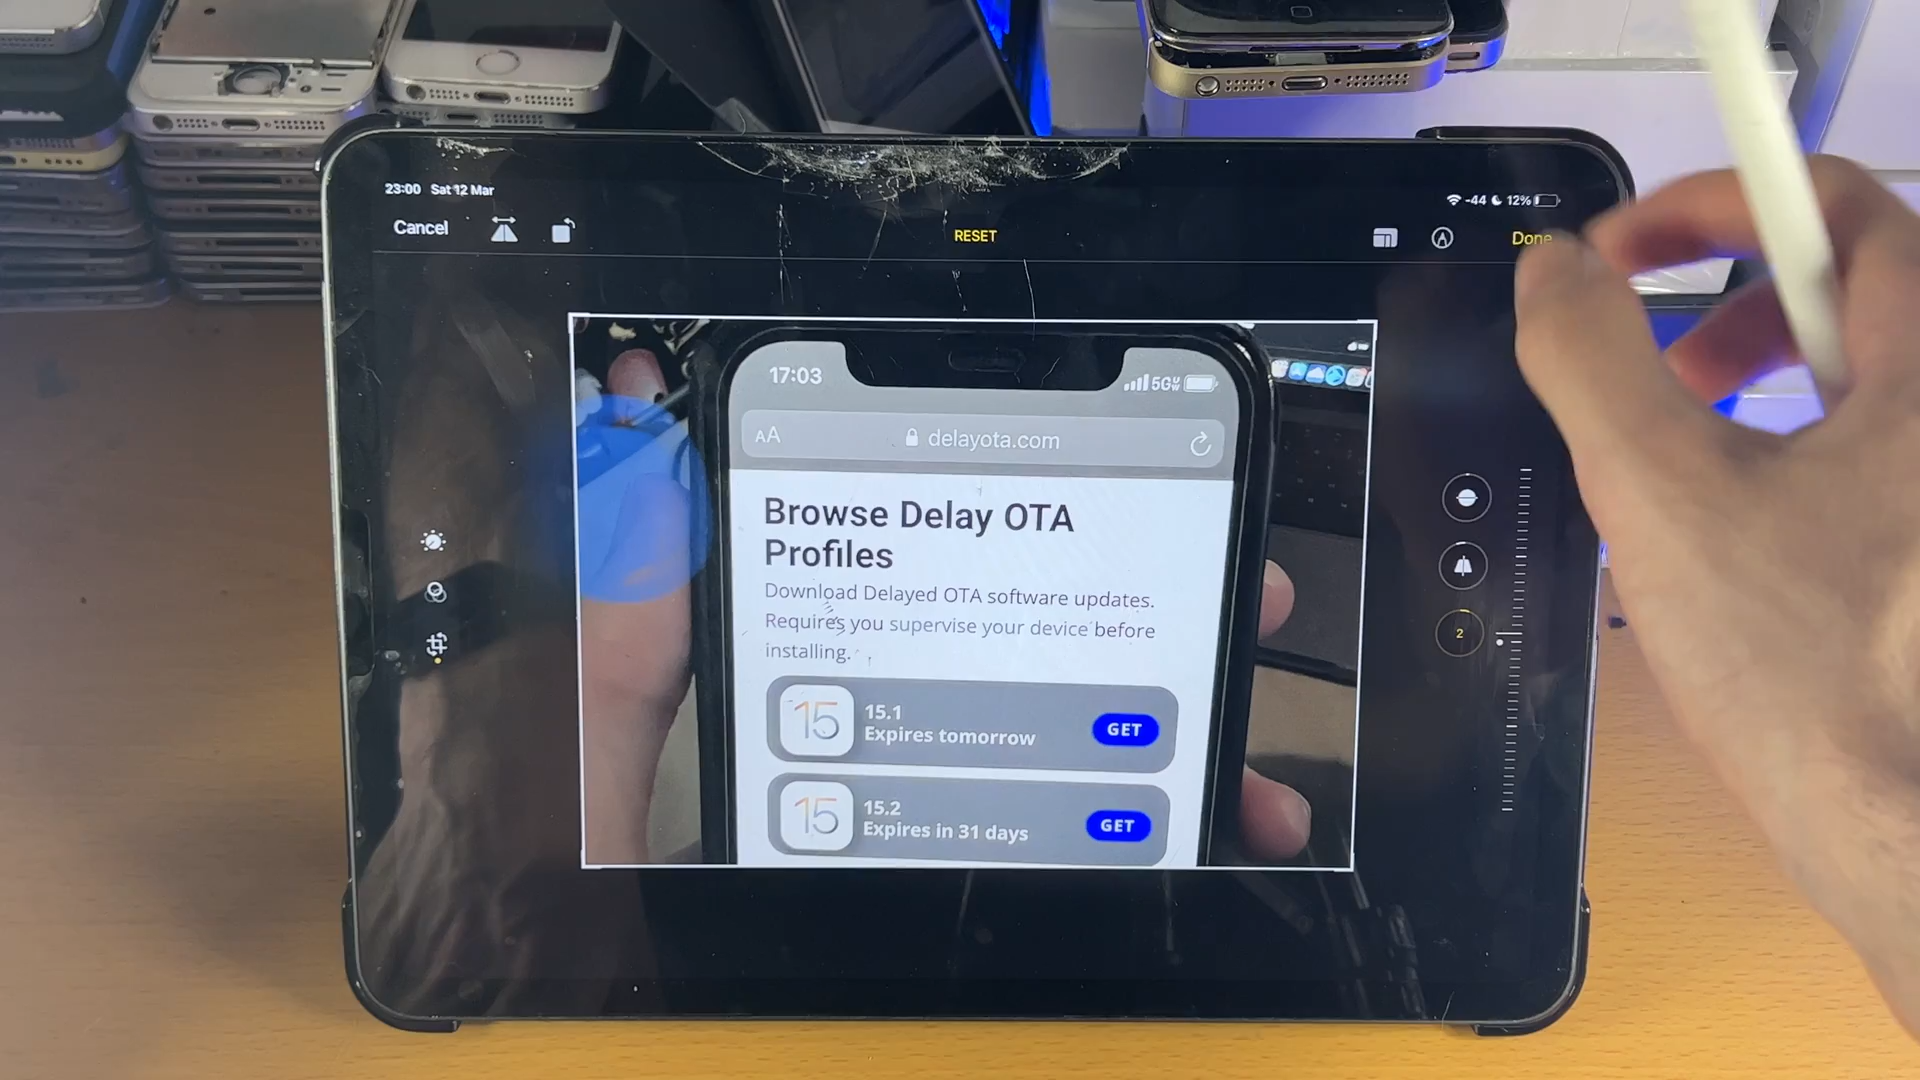 23:00 Sat 12 Mar
-44 12%
Cancel
RESET
Done
17:03
5G UW
AA
delayota.com
Browse Delay OTA
Profiles
Download Delayed OTA software updates.
Requires you supervise your device before
installing.
15
15.1
Expires tomorrow
GET
15
15.2
Expires in 31 days
GET
2